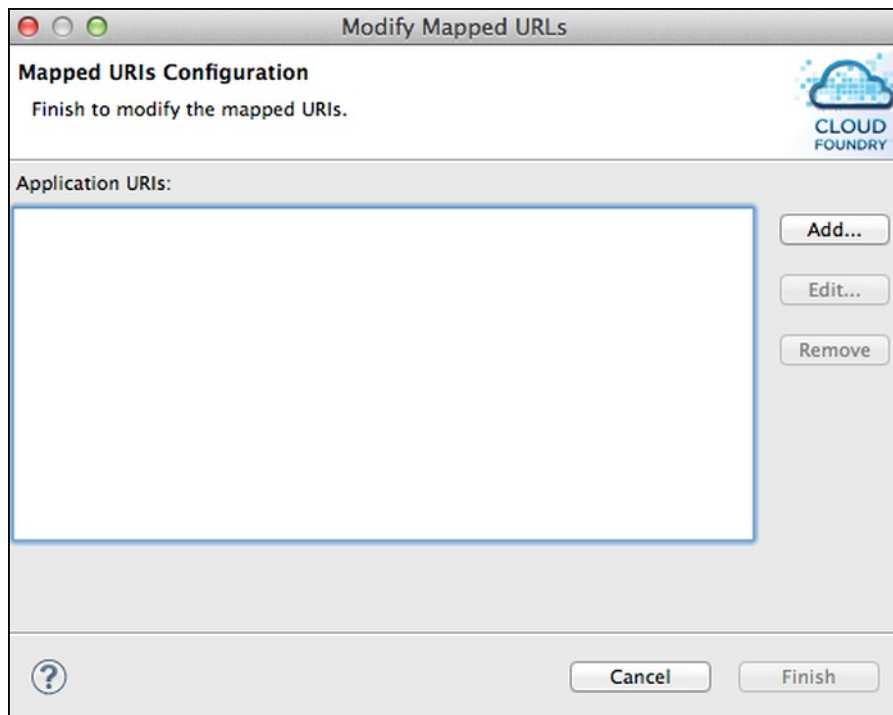 Modify Mapped URLs
Mapped URIs Configuration
Finish to modify the mapped URIs.
CLOUD
FOUNDRY
Application URIs:
Add...
Edit...
Remove
?
Cancel
Finish